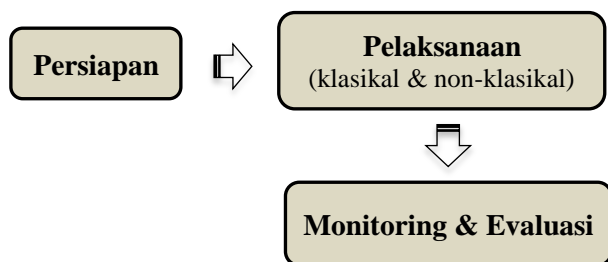 Persiapan
Pelaksanaan
(klasikal & non-klasikal)
Monitoring & Evaluasi